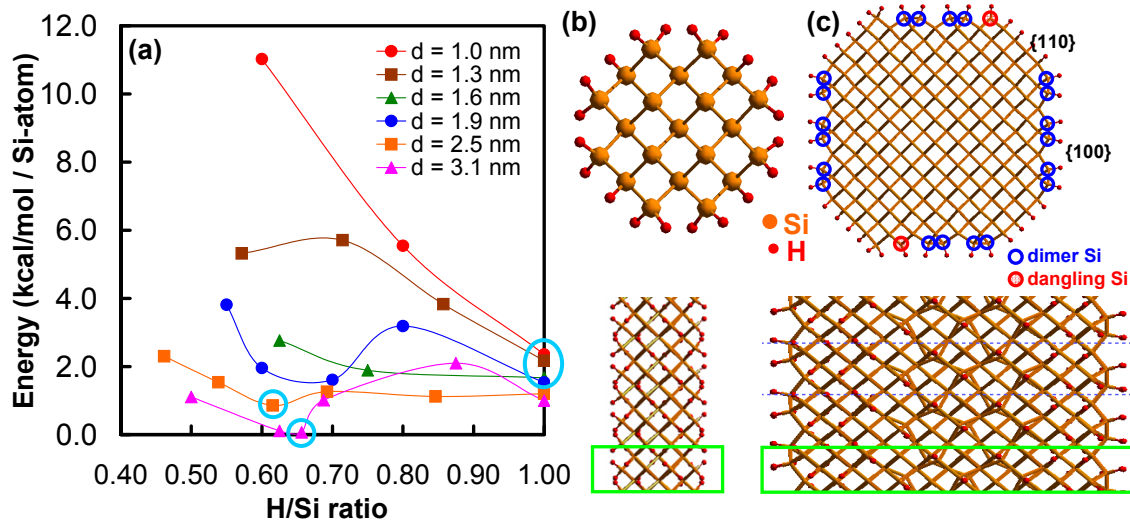 (a)
Energy (kcal/mol / Si-atom)
12.0
10.0
8.0
6.0
4.0
2.0
0.0
0.40 0.50 0.60 0.70 0.80 0.90 1.00
H/Si ratio
d = 1.0 nm
d = 1.3 nm
d = 1.6 nm
d = 1.9 nm
d = 2.5 nm
d = 3.1 nm
(b)
Si
H
(c)
{110}
{100}
dimer Si
dangling Si